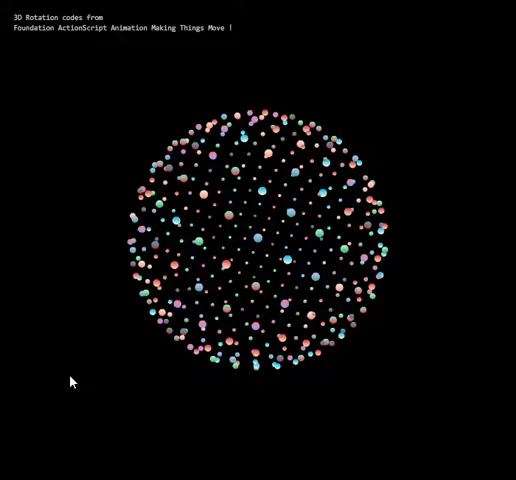 3D Rotation codes from
Foundation ActionScript Animation Making Things Move !